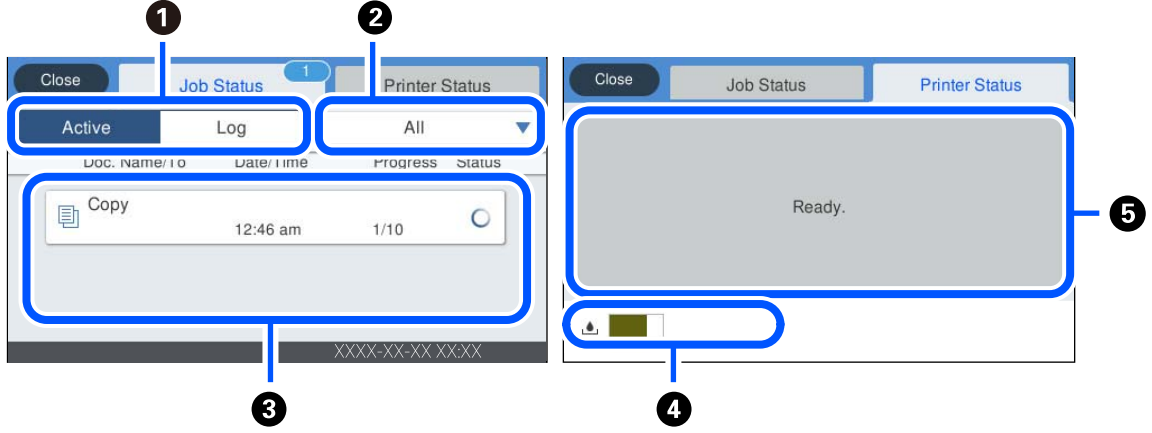 1
2
Close
Job Status
1
Printer Status
Active
Log
All
Doc. Name/To
Date/Time
Progress
Status
Copy
12:46 am
1/10
XXXX-XX-XX XX:XX
3
Close
Job Status
Printer Status
Ready.
5
4